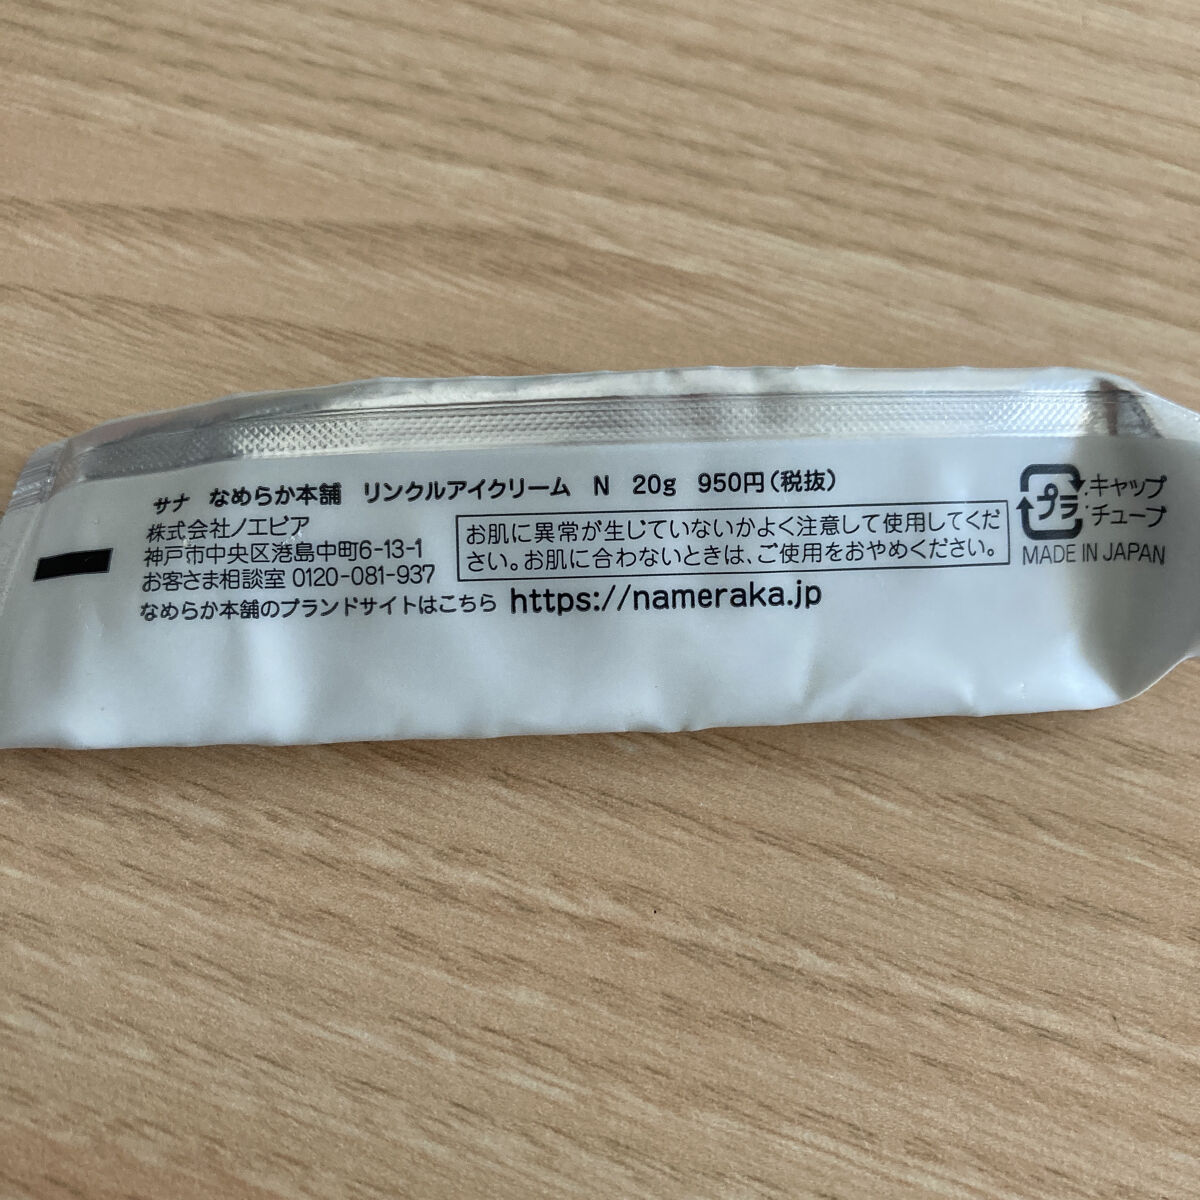 サナ なめらか本舗 リンクルアイクリーム N 20g 950円(税抜)
株式会社ノエビア
神戸市中央区港島中町6-13-1
お客さま相談室 0120-081-937
なめらか本舗のブランドサイトはこちら https://nameraka.jp
お肌に異常が生じていないかよく注意して使用してくだ
さい。お肌に合わないときは、ご使用をおやめください。
プラ
:キャップ
チューブ
MADE IN JAPAN